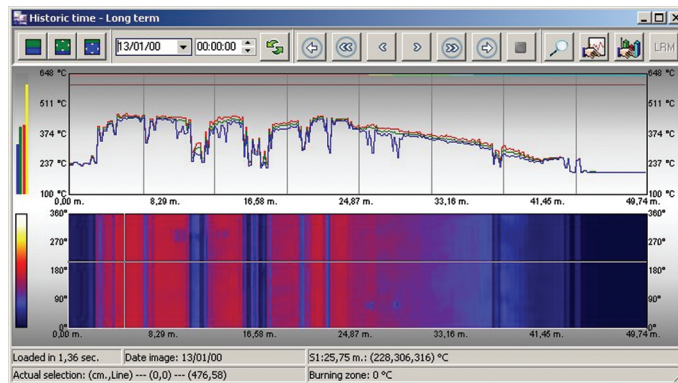 Historic time - Long term
13/01/00 00:00:00 LRM
648 °C 648 °C
511 °C 511 °C
374 °C 374 °C
237 °C 237 °C
100 °C 100 °C
0,00 m. 8,29 m. 16,58 m. 24,87 m. 33,16 m. 41,45 m. 49,74 m.
360° 360°
270° 270°
180° 180°
90° 90°
0° 0°
0,00 m. 8,29 m. 16,58 m. 24,87 m. 33,16 m. 41,45 m. 49,74 m.
Loaded in 1,36 sec. Date image: 13/01/00 S1:25,75 m.: (228,306,316) °C
Actual selection: (cm.,Line) --- (0,0) --- (476,58) Burning zone: 0 °C